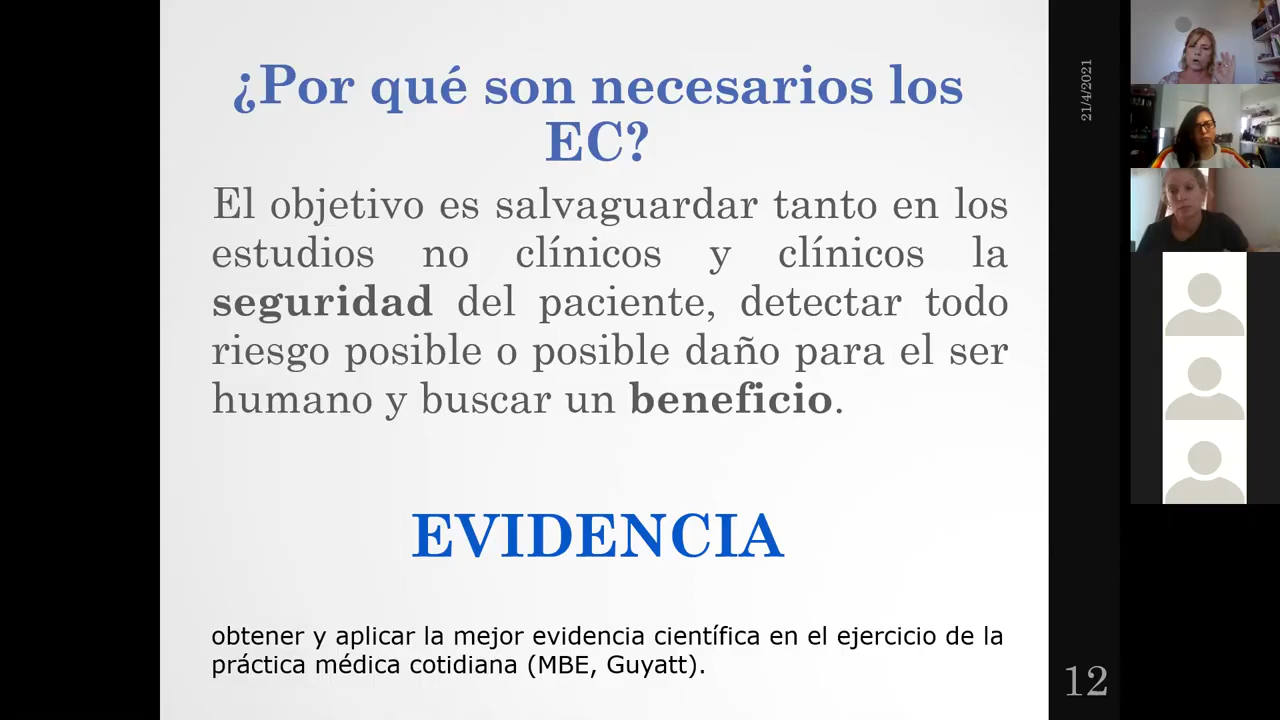 ¿Por qué son necesarios los
EC?
El objetivo es salvaguardar tanto en los
estudios no clínicos y clínicos la
seguridad del paciente, detectar todo
riesgo posible o posible daño para el ser
humano y buscar un beneficio.
EVIDENCIA
obtener y aplicar la mejor evidencia científica en el ejercicio de la
práctica médica cotidiana (MBE, Guyatt).
21/4/2021
12